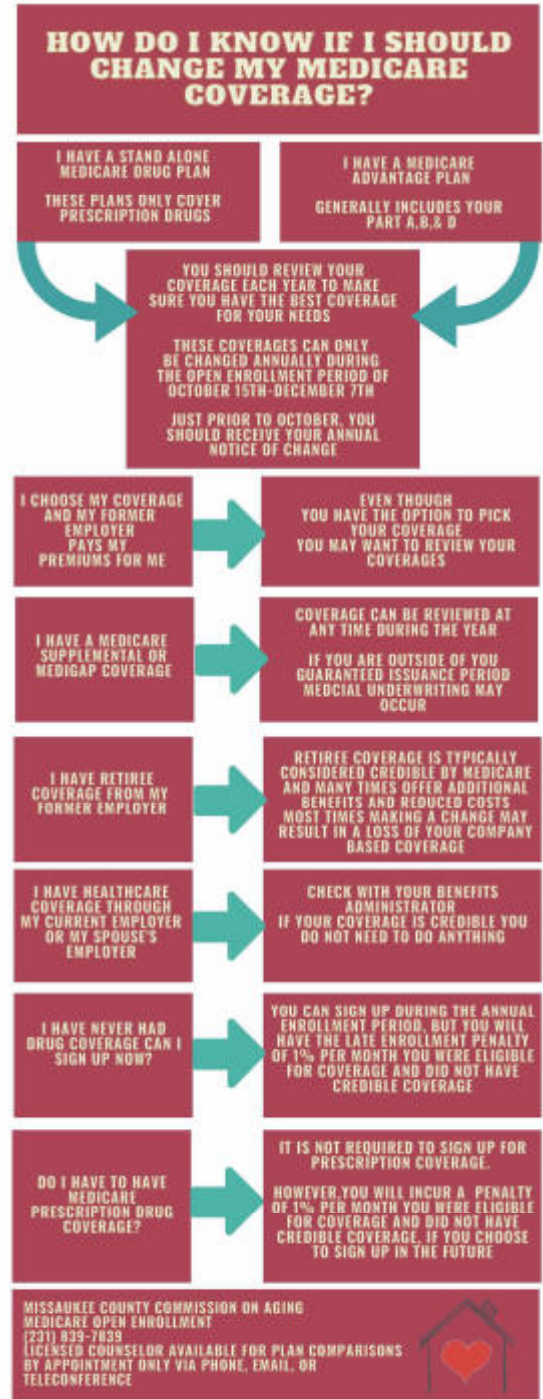 HOW DO I KNOW IF I SHOULD
CHANGE MY MEDICARE
COVERAGE?
I HAVE A STAND ALONE
MEDICARE DRUG PLAN
THESE PLANS ONLY COVER
PRESCRIPTION DRUGS
I HAVE A MEDICARE
ADVANTAGE PLAN
GENERALLY INCLUDES YOUR
PART A,B,& D
YOU SHOULD REVIEW YOUR
COVERAGE EACH YEAR TO MAKE
SURE YOU HAVE THE BEST COVERAGE
FOR YOUR NEEDS
THESE COVERAGES CAN ONLY
BE CHANGED ANNUALLY DURING
THE OPEN ENROLLMENT PERIOD OF
OCTOBER 15TH-DECEMBER 7TH
JUST PRIOR TO OCTOBER, YOU
SHOULD RECEIVE YOUR ANNUAL
NOTICE OF CHANGE
I CHOOSE MY COVERAGE
AND MY FORMER
EMPLOYER
PAYS MY
PREMIUMS FOR ME
EVEN THOUGH
YOU HAVE THE OPTION TO PICK
YOUR COVERAGE
YOU MAY WANT TO REVIEW YOUR
COVERAGES
I HAVE A MEDICARE
SUPPLEMENTAL OR
MEDIGAP COVERAGE
COVERAGE CAN BE REVIEWED AT
ANY TIME DURING THE YEAR
IF YOU ARE OUTSIDE OF YOU
GUARANTEED ISSUANCE PERIOD
MEDCIAL UNDERWRITING MAY
OCCUR
I HAVE RETIREE
COVERAGE FROM MY
FORMER EMPLOYER
RETIREE COVERAGE IS TYPICALLY
CONSIDERED CREDIBLE BY MEDICARE
AND MANY TIMES OFFER ADDITIONAL
BENEFITS AND REDUCED COSTS
MOST TIMES MAKING A CHANGE MAY
RESULT IN A LOSS OF YOUR COMPANY
BASED COVERAGE
I HAVE HEALTHCARE
COVERAGE THROUGH
MY CURRENT EMPLOYER
OR MY SPOUSE'S
EMPLOYER
CHECK WITH YOUR BENEFITS
ADMINISTRATOR
IF YOUR COVERAGE IS CREDIBLE YOU
DO NOT NEED TO DO ANYTHING
I HAVE NEVER HAD
DRUG COVERAGE CAN I
SIGN UP NOW?
YOU CAN SIGN UP DURING THE ANNUAL
ENROLLMENT PERIOD, BUT YOU WILL
HAVE THE LATE ENROLLMENT PENALTY
OF 1% PER MONTH YOU WERE ELIGIBLE
FOR COVERAGE AND DID NOT HAVE
CREDIBLE COVERAGE
DO I HAVE TO HAVE
MEDICARE
PRESCRIPTION DRUG
COVERAGE?
IT IS NOT REQUIRED TO SIGN UP FOR
PRESCRIPTION COVERAGE.
HOWEVER,YOU WILL INCUR A PENALTY
OF 1% PER MONTH YOU WERE ELIGIBLE
FOR COVERAGE AND DID NOT HAVE
CREDIBLE COVERAGE, IF YOU CHOOSE
TO SIGN UP IN THE FUTURE
MISSAUKEE COUNTY COMMISSION ON AGING
MEDICARE OPEN ENROLLMENT
(231) 839-7839
LICENSED COUNSELOR AVAILABLE FOR PLAN COMPARISONS
BY APPOINTMENT ONLY VIA PHONE, EMAIL, OR
TELECONFERENCE